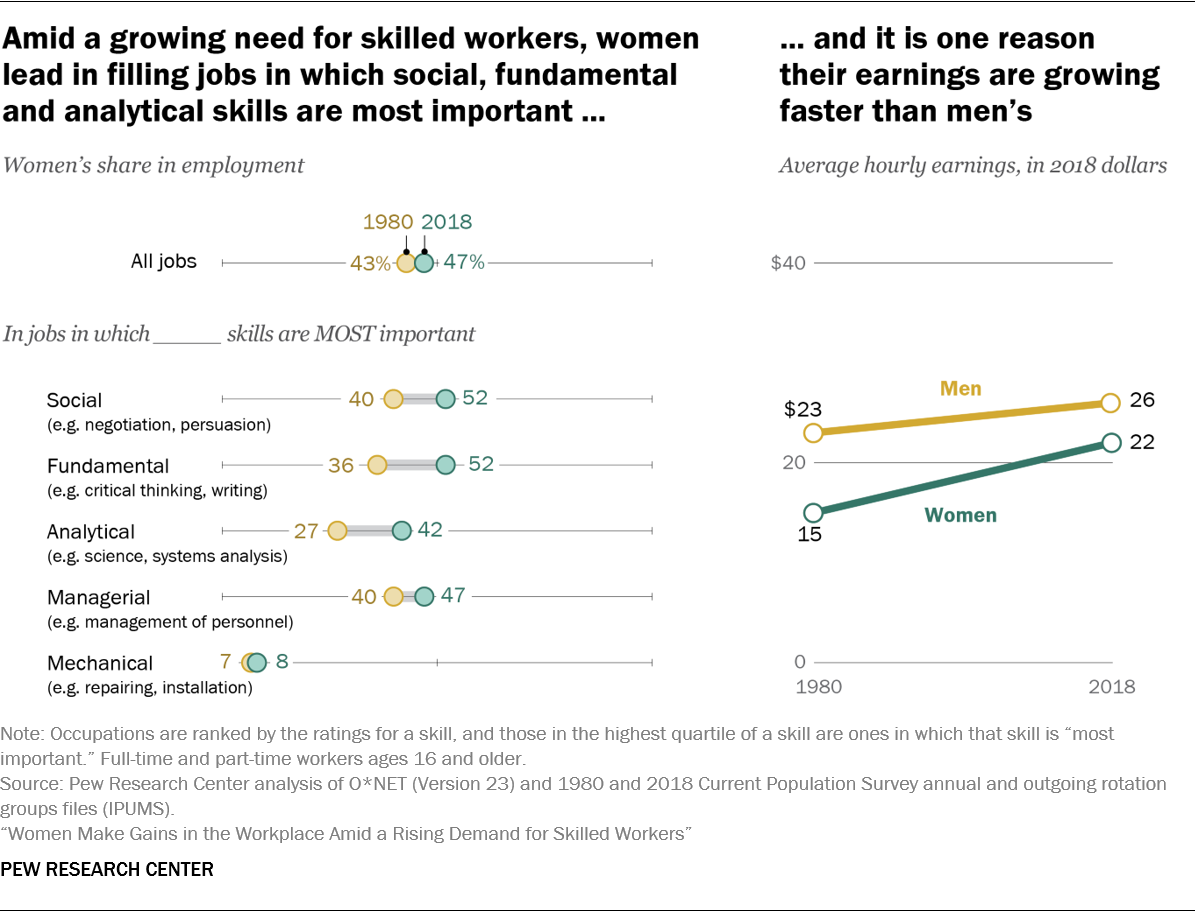 Amid a growing need for skilled workers, women
lead in filling jobs in which social, fundamental
and analytical skills are most important ...
Women's share in employment
1980 2018
All jobs 43% 47%
In jobs in which _____ skills are MOST important
Social 40 52
(e.g. negotiation, persuasion)
Fundamental 36 52
(e.g. critical thinking, writing)
Analytical 27 42
(e.g. science, systems analysis)
Managerial 40 47
(e.g. management of personnel)
Mechanical 7 8
(e.g. repairing, installation)
... and it is one reason
their earnings are growing
faster than men's
Average hourly earnings, in 2018 dollars
$40
Men
$23 26
20 22
Women
15
0
1980 2018
Note: Occupations are ranked by the ratings for a skill, and those in the highest quartile of a skill are ones in which that skill is “most
important.” Full-time and part-time workers ages 16 and older.
Source: Pew Research Center analysis of O*NET (Version 23) and 1980 and 2018 Current Population Survey annual and outgoing rotation
groups files (IPUMS).
“Women Make Gains in the Workplace Amid a Rising Demand for Skilled Workers”
PEW RESEARCH CENTER